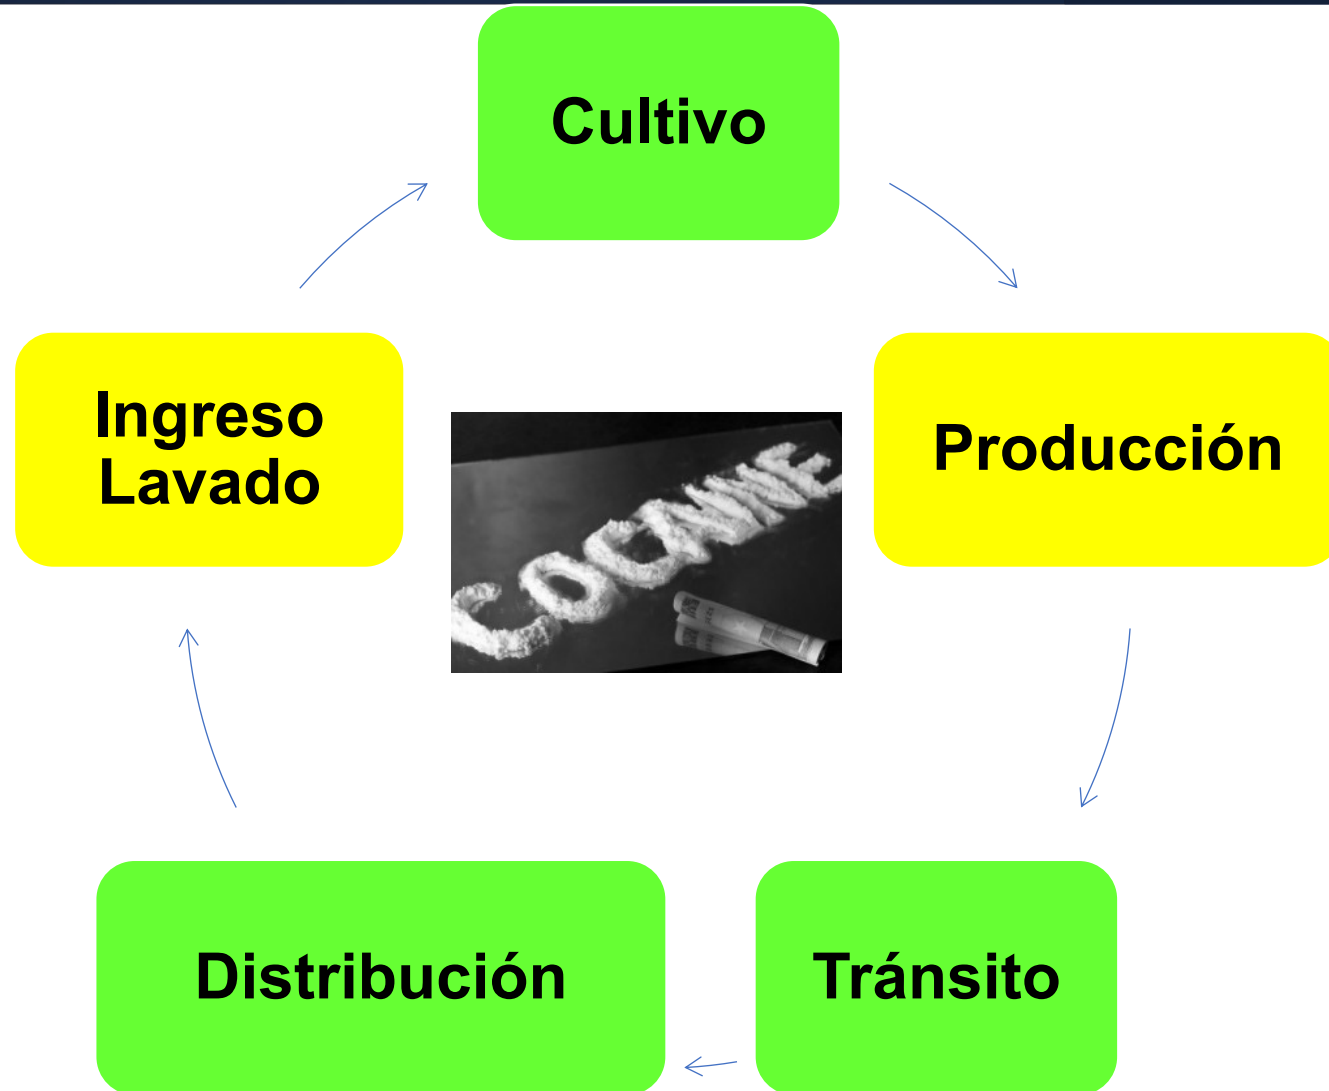 Cultivo
Producción
Tránsito
Distribución
Ingreso
Lavado
COCAINE